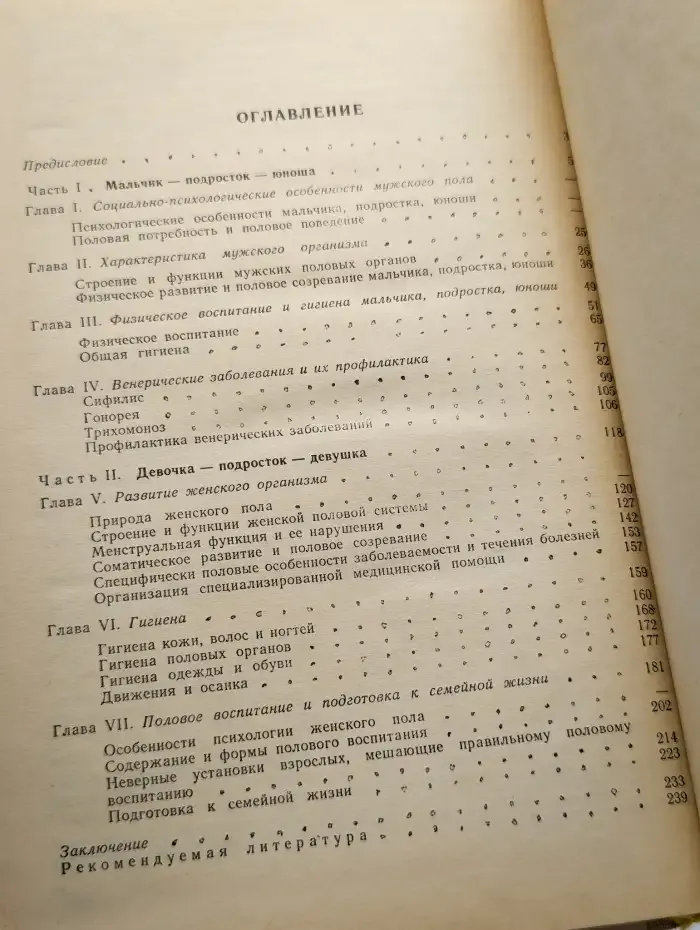 ОГЛАВЛЕНИЕ
Предисловие . . . . . . . . . . . . 3
Часть I. Мальчик — подросток — юноша . . . . . . 5
Глава I. Социально-психологические особенности мужского пола . . . —
Психологические особенности мальчика, подростка, юноши . . . —
Половая потребность и половое поведение . . . . . . —
Глава II. Характеристика мужского организма . . . . . . 25
Строение и функции мужских половых органов . . . . . 26
Физическое развитие и половое созревание мальчика, подростка, юноши 36
Глава III. Физическое воспитание и гигиена мальчика, подростка, юноши 49
Физическое воспитание . . . . . . . . . . 51
Общая гигиена . . . . . . . . . . . 65
Глава IV. Венерические заболевания и их профилактика . . . . 77
Сифилис . . . . . . . . . . . . 82
Гонорея . . . . . . . . . . . . 99
Трихомоноз . . . . . . . . . . . 105
Профилактика венерических заболеваний . . . . . . 106
Часть II. Девочка — подросток — девушка . . . . . . 118
Глава V. Развитие женского организма . . . . . . .
Природа женского пола . . . . . . . . . —
Строение и функции женской половой системы . . . . . 120
Менструальная функция и ее нарушения . . . . . . 127
Соматическое развитие и половое созревание . . . . . 142
Специфически половые особенности заболеваемости и течения болезней 153
Организация специализированной медицинской помощи . . . . 157
Глава VI. Гигиена . . . . . . . . . . . 159
Гигиена кожи, волос и ногтей . . . . . . . . 160
Гигиена половых органов . . . . . . . . . 168
Гигиена одежды и обуви . . . . . . . . . 172
Движения и осанка . . . . . . . . . . 177
Глава VII. Половое воспитание и подготовка к семейной жизни . . . 181
Особенности психологии женского пола . . . . . . —
Содержание и формы полового воспитания . . . . . . 202
Неверные установки взрослых, мешающие правильному половому
воспитанию . . . . . . . . . . . 214
Подготовка к семейной жизни . . . . . . . . 223
Заключение . . . . . . . . . . . . 233
Рекомендуемая литература . . . . . . . . 239